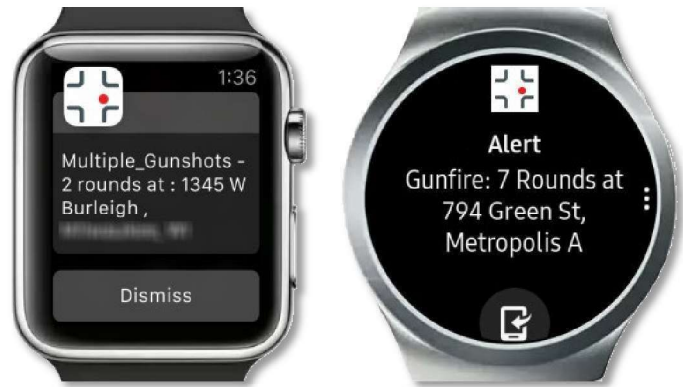 1:36
Multiple_Gunshots -
2 rounds at : 1345 W
Burleigh ,
Dismiss
Alert
Gunfire: 7 Rounds at
794 Green St,
Metropolis A